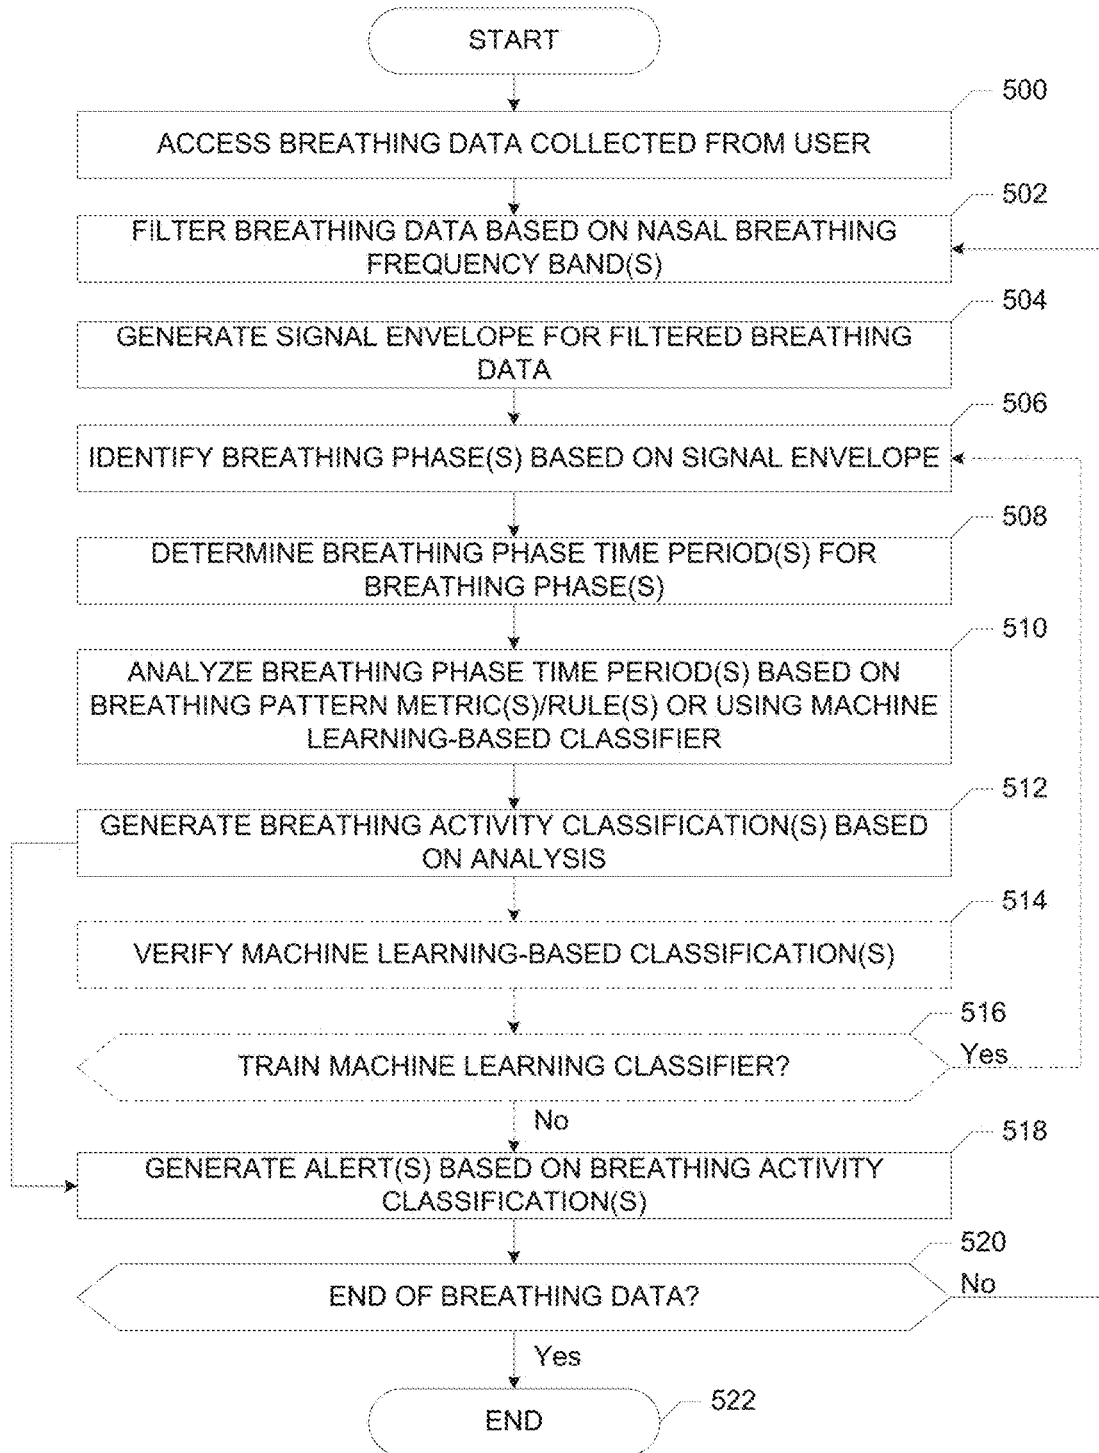 START
500
ACCESS BREATHING DATA COLLECTED FROM USER
502
FILTER BREATHING DATA BASED ON NASAL BREATHING
FREQUENCY BAND(S)
504
GENERATE SIGNAL ENVELOPE FOR FILTERED BREATHING
DATA
506
IDENTIFY BREATHING PHASE(S) BASED ON SIGNAL ENVELOPE
508
DETERMINE BREATHING PHASE TIME PERIOD(S) FOR
BREATHING PHASE(S)
510
ANALYZE BREATHING PHASE TIME PERIOD(S) BASED ON
BREATHING PATTERN METRIC(S)/RULE(S) OR USING MACHINE
LEARNING-BASED CLASSIFIER
512
GENERATE BREATHING ACTIVITY CLASSIFICATION(S) BASED
ON ANALYSIS
514
VERIFY MACHINE LEARNING-BASED CLASSIFICATION(S)
516
TRAIN MACHINE LEARNING CLASSIFIER?
Yes
No
518
GENERATE ALERT(S) BASED ON BREATHING ACTIVITY
CLASSIFICATION(S)
520
END OF BREATHING DATA?
No
Yes
522
END